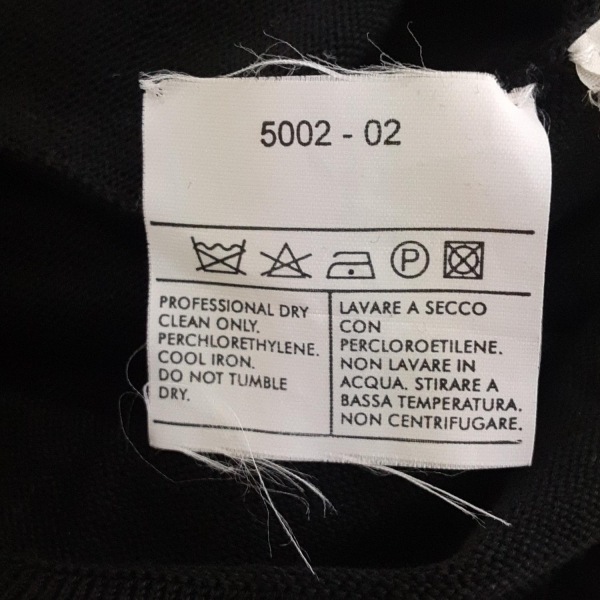 5002 - 02
P
PROFESSIONAL DRY
CLEAN ONLY.
PERCHLORETHYLENE.
COOL IRON.
DO NOT TUMBLE
DRY.
LAVARE A SECCO
CON
PERCLOROETILENE.
NON LAVARE IN
ACQUA. STIRARE A
BASSA TEMPERATURA.
NON CENTRIFUGARE.